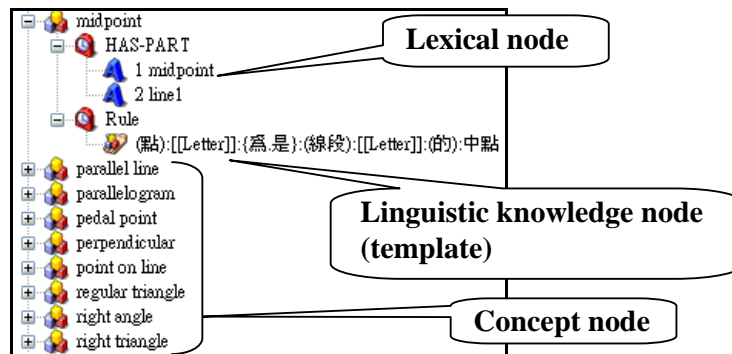 midpoint
HAS-PART
Lexical node
1 midpoint
2 line1
Rule
(點):[[Letter]]:{爲.是}:(線段):[[Letter]]:(的):中點
parallel line
parallelogram
pedal point
Linguistic knowledge node
(template)
perpendicular
point on line
regular triangle
right angle
Concept node
right triangle